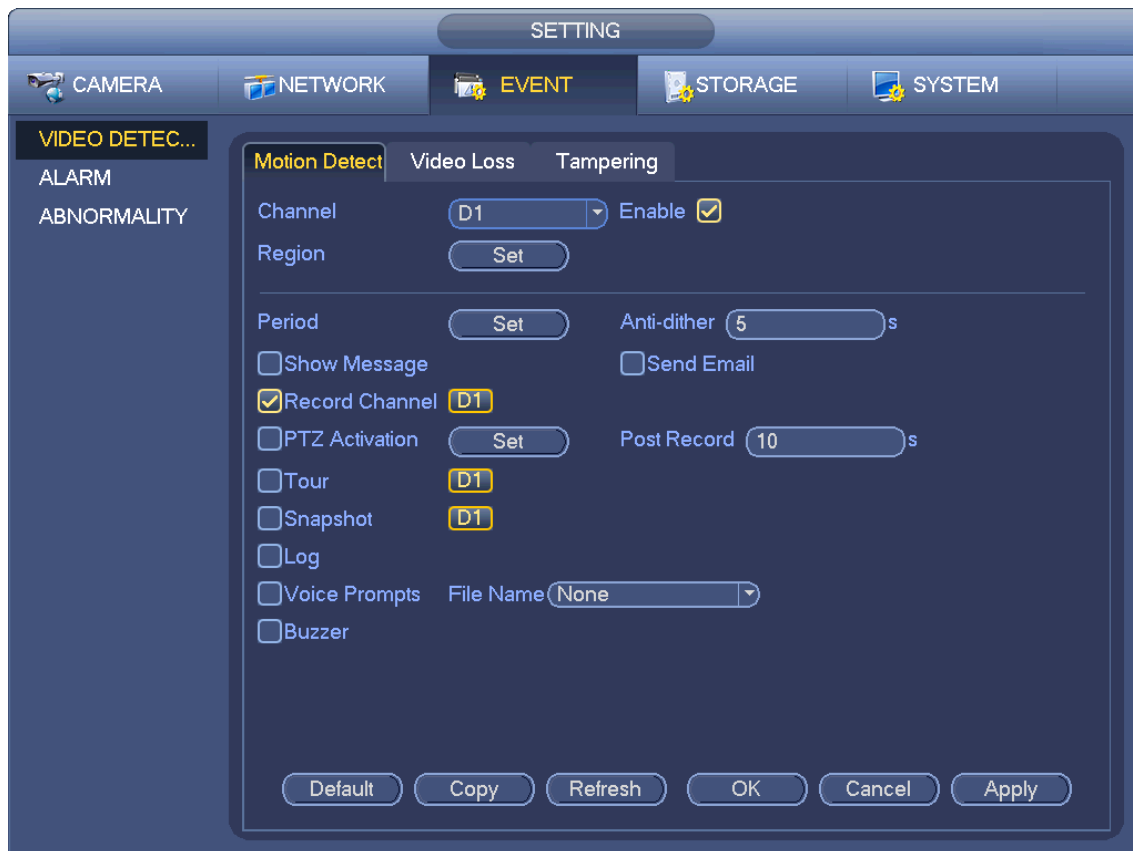 SETTING
CAMERA NETWORK EVENT STORAGE SYSTEM
VIDEO DETEC...
ALARM
ABNORMALITY
Motion Detect Video Loss Tampering
Channel D1 Enable
Region Set
Period Set Anti-dither 5 s
Show Message Send Email
Record Channel D1
PTZ Activation Set Post Record 10 s
Tour D1
Snapshot D1
Log
Voice Prompts File Name None
Buzzer
Default Copy Refresh OK Cancel Apply